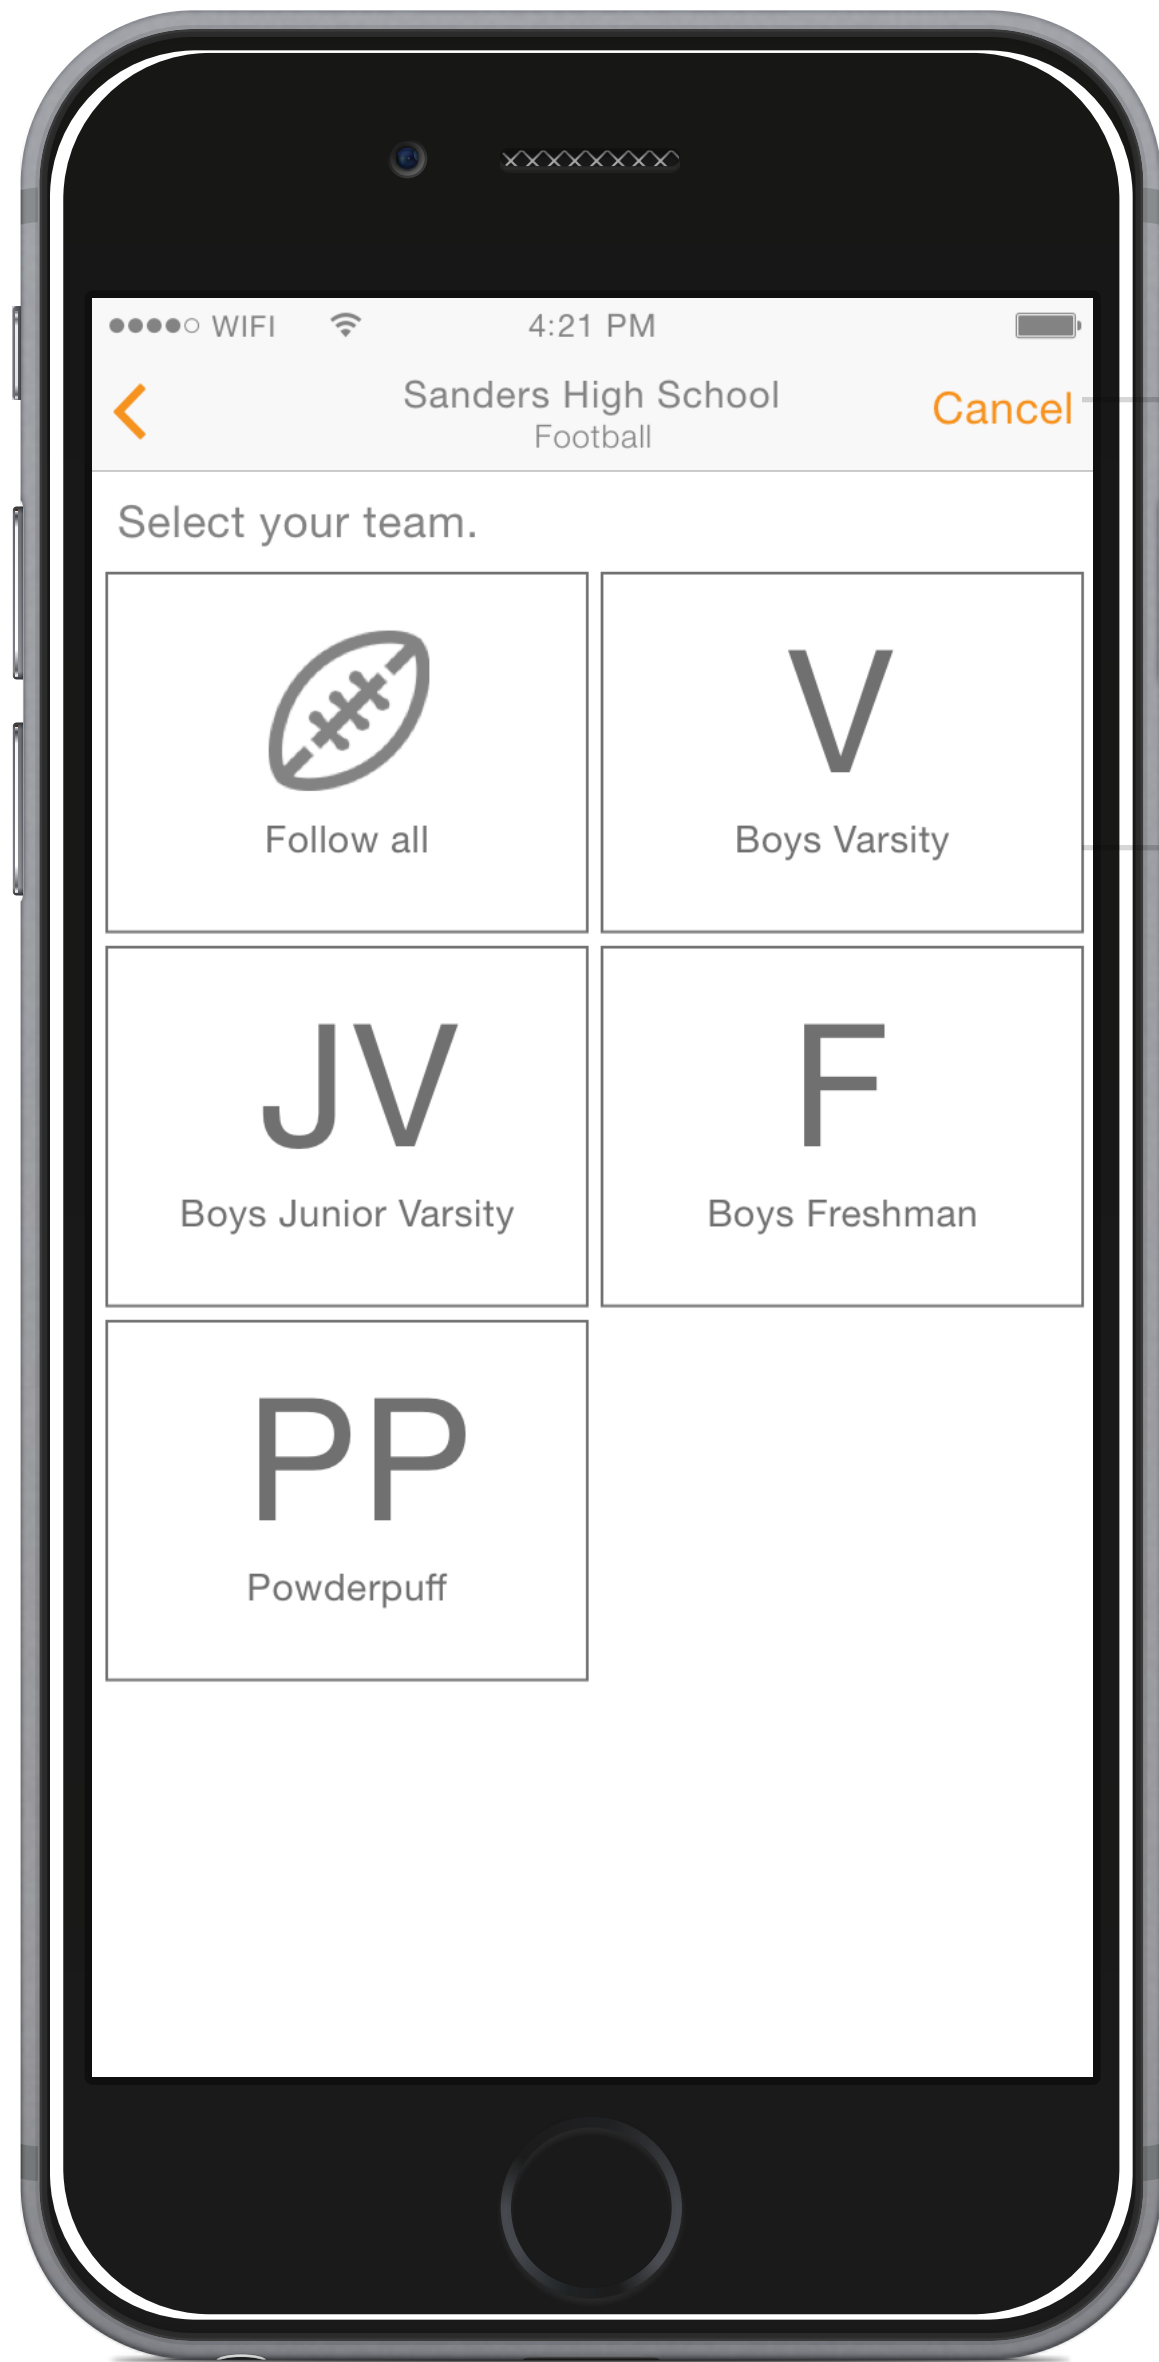 WIFI 4:21 PM
Sanders High School
Cancel
Football
Select your team.
Follow all
V
Boys Varsity
JV
Boys Junior Varsity
F
Boys Freshman
PP
Powderpuff